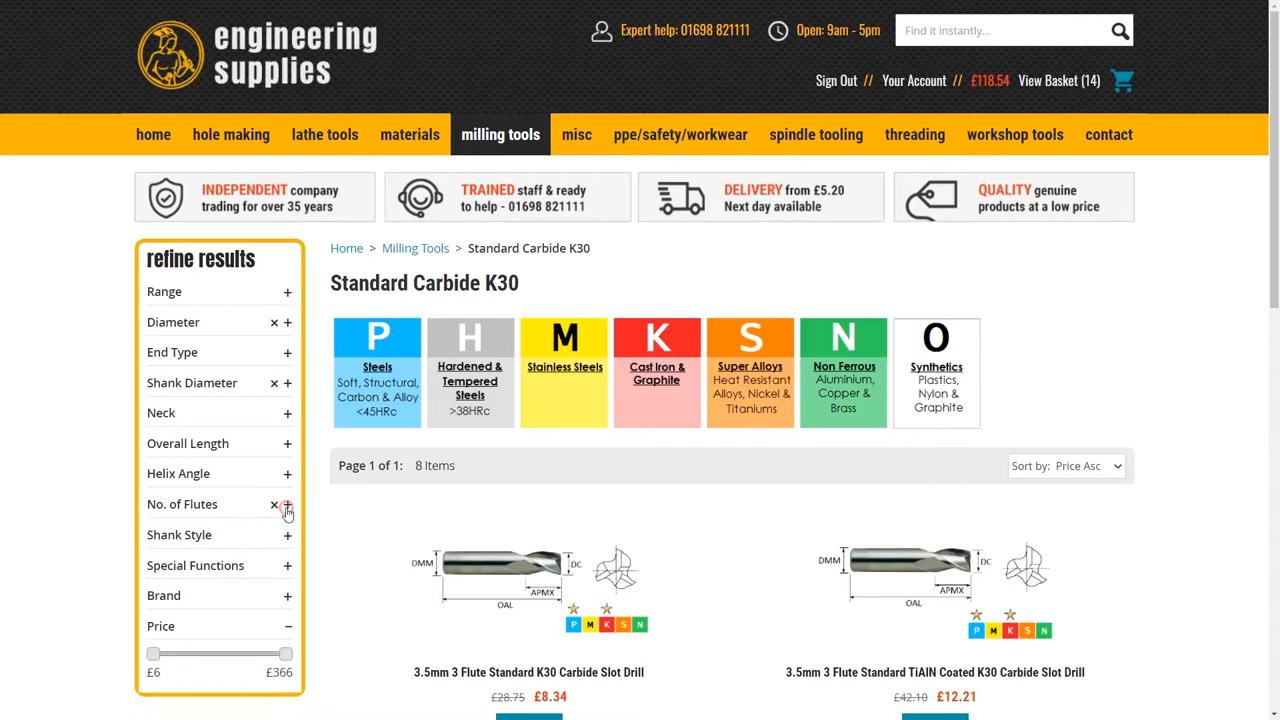 engineering
supplies
Expert help: 01698 821111
Open: 9am - 5pm
Find it instantly...
Sign Out // Your Account // £118.54 View Basket (14)
home hole making lathe tools materials milling tools misc ppe/safety/workwear spindle tooling threading workshop tools contact
INDEPENDENT company
trading for over 35 years
TRAINED staff & ready
to help - 01698 821111
DELIVERY from £5.20
Next day available
QUALITY genuine
products at a low price
refine results
Range +
Diameter × +
End Type +
Shank Diameter × +
Neck +
Overall Length +
Helix Angle +
No. of Flutes × +
Shank Style +
Special Functions +
Brand +
Price −
£6 £366
Home > Milling Tools > Standard Carbide K30
Standard Carbide K30
P
Steels
Soft, Structural,
Carbon & Alloy
<45HRc
H
Hardened &
Tempered
Steels
>38HRc
M
Stainless Steels
K
Cast Iron &
Graphite
S
Super Alloys
Heat Resistant
Alloys, Nickel &
Titaniums
N
Non Ferrous
Aluminium,
Copper &
Brass
O
Synthetics
Plastics,
Nylon &
Graphite
Page 1 of 1: 8 Items
Sort by: Price Asc
DMM DC
APMX
OAL
P M K S N
3.5mm 3 Flute Standard K30 Carbide Slot Drill
£28.75 £8.34
DMM DC
APMX
OAL
P M K S N
3.5mm 3 Flute Standard TiAlN Coated K30 Carbide Slot Drill
£42.10 £12.21